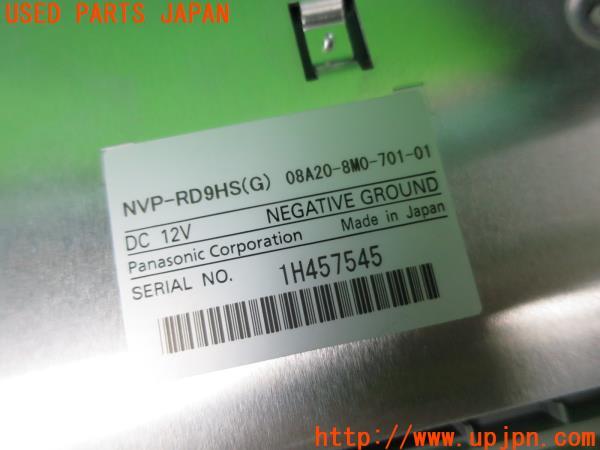 USED PARTS JAPAN
NVP-RD9HS(G) 08A20-8M0-701-01
DC 12V NEGATIVE GROUND
Panasonic Corporation Made in Japan
SERIAL NO. 1H457545
http://www.upjpn.com